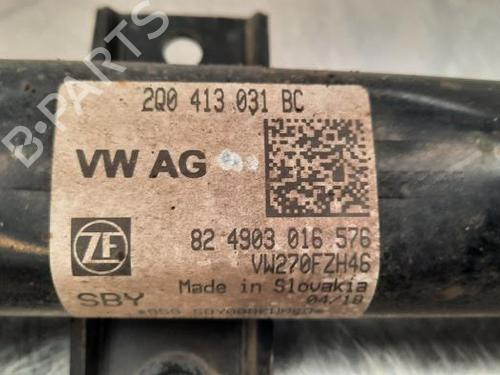 2Q0 413 031 BC
VW AG
ZF
82 4903 016 576
VW270FZH46
Made in Slovakia
SBY
04/18
B-PARTS